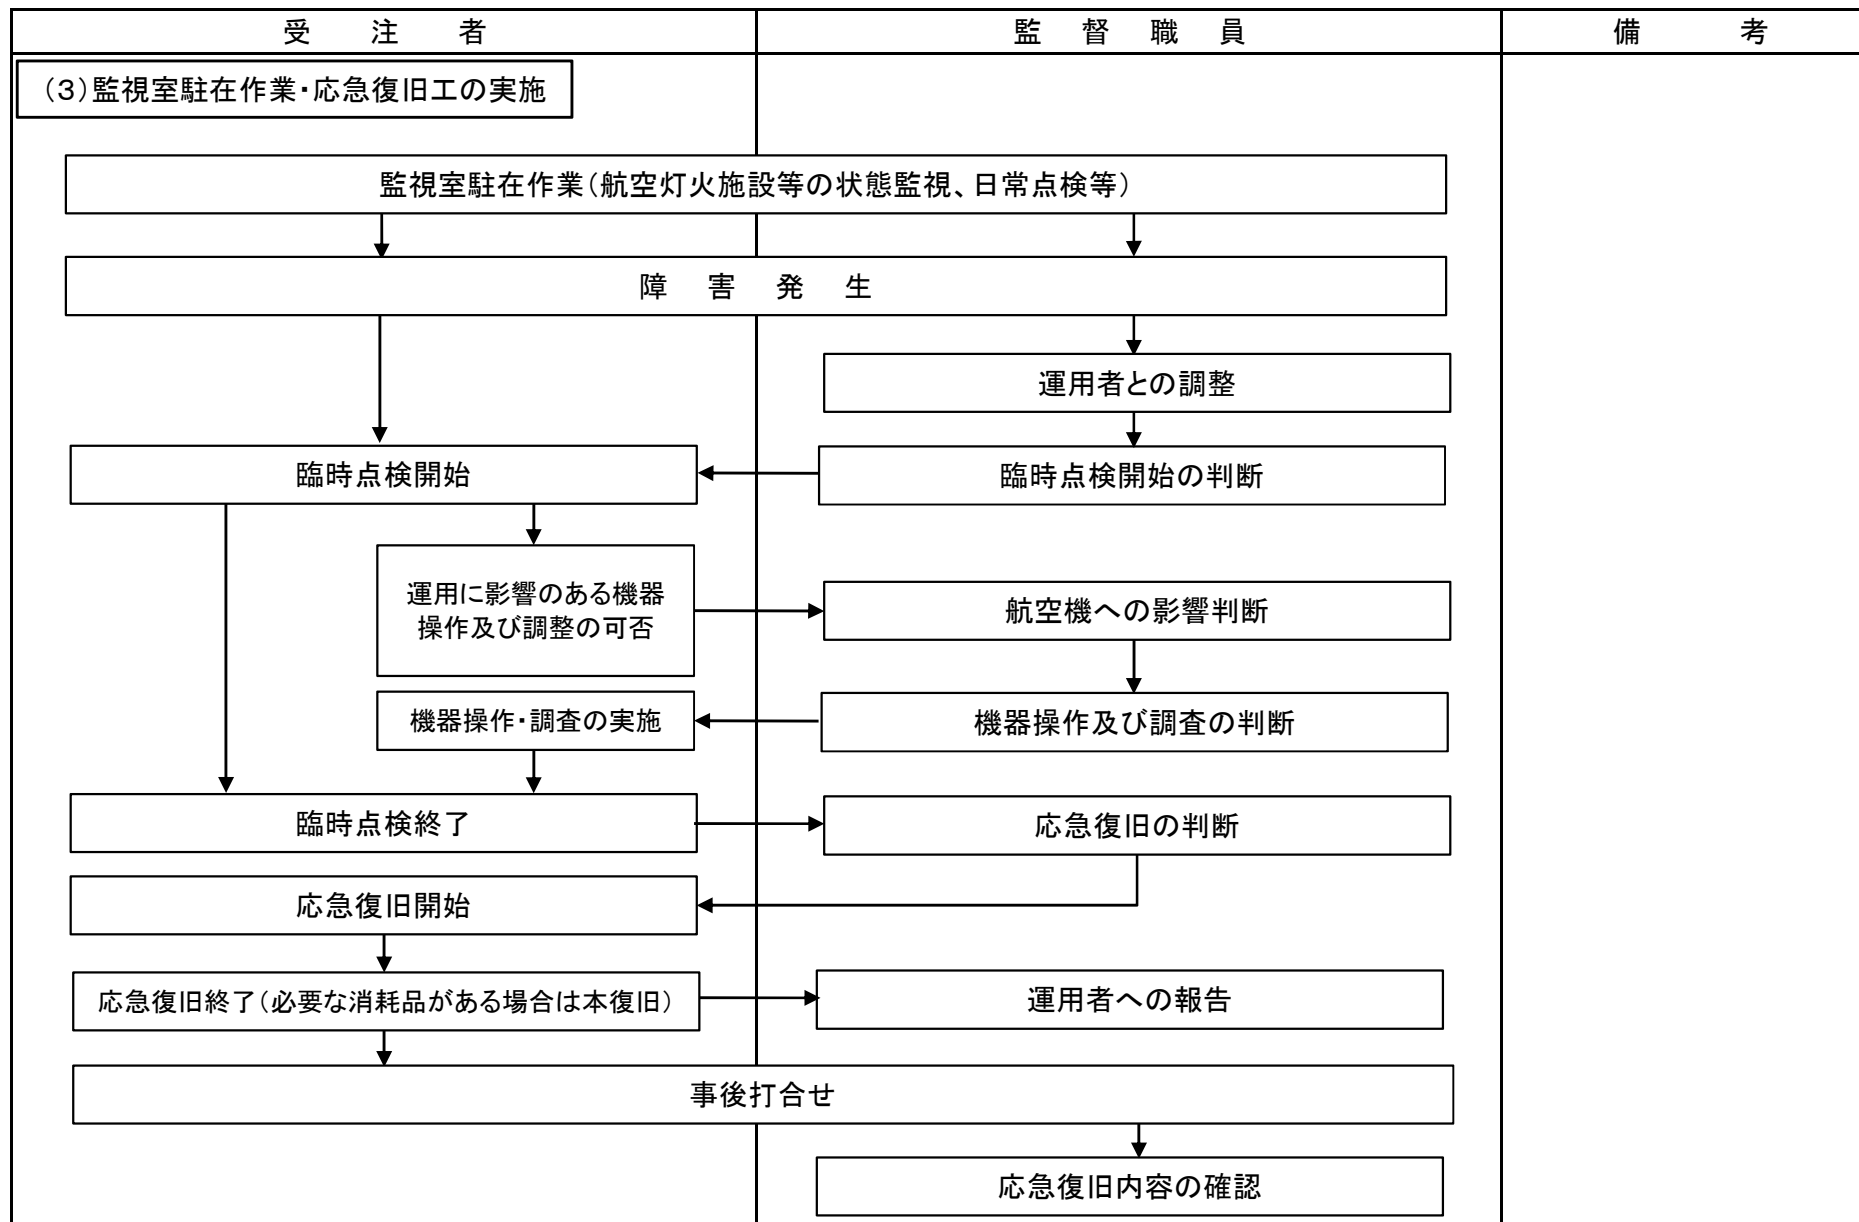 受注者
監督職員
備考
（３）監視室駐在作業・応急復旧工の実施
監視室駐在作業（航空灯火施設等の状態監視、日常点検等）
障害発生
運用者との調整
臨時点検開始
臨時点検開始の判断
運用に影響のある機器
操作及び調整の可否
航空機への影響判断
機器操作・調査の実施
機器操作及び調査の判断
臨時点検終了
応急復旧の判断
応急復旧開始
応急復旧終了（必要な消耗品がある場合は本復旧）
運用者への報告
事後打合せ
応急復旧内容の確認